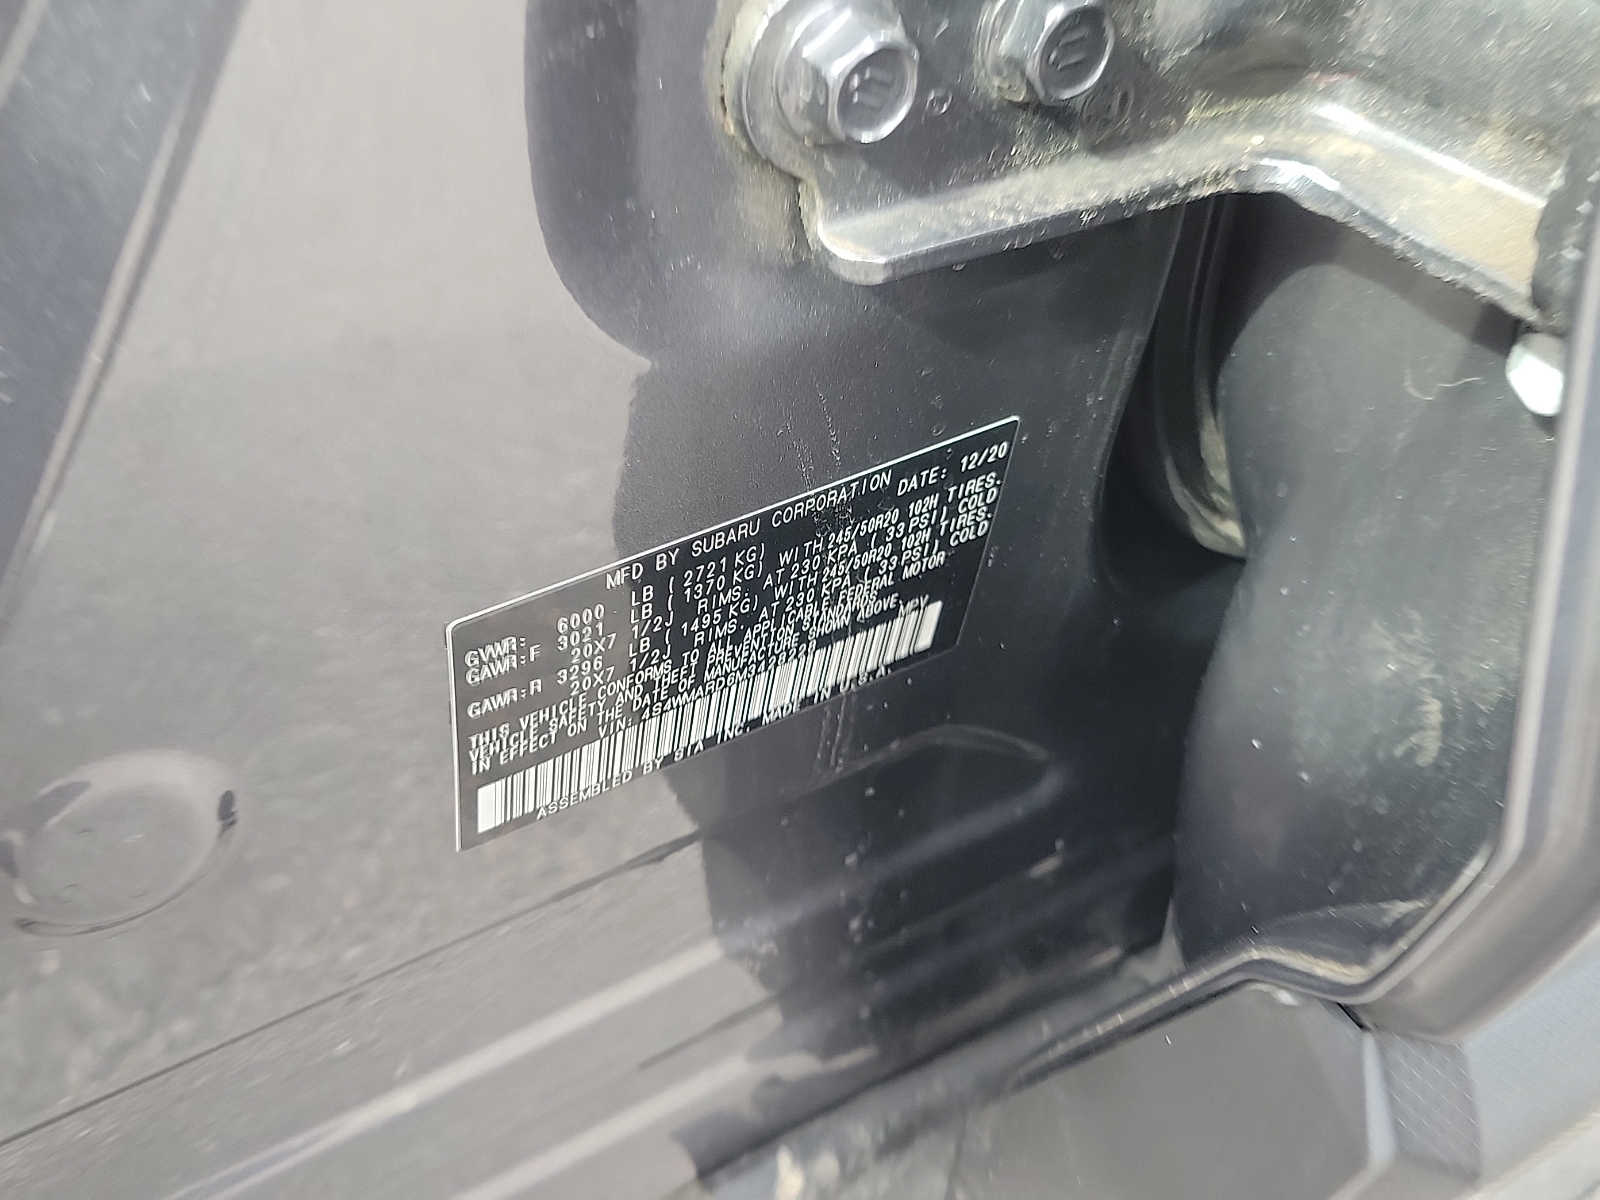 MFD BY SUBARU CORPORATION DATE: 12/20
GVWR: 6000 LB ( 2721 KG)
GAWR:F 3021 LB ( 1370 KG) WITH 245/50R20 102H TIRES.
20X7 1/2J RIMS. AT 230 KPA ( 33 PSI) COLD
GAWR:R 3296 LB ( 1495 KG) WITH 245/50R20 102H TIRES.
20X7 1/2J RIMS. AT 230 KPA ( 33 PSI) COLD
THIS VEHICLE CONFORMS TO ALL APPLICABLE FEDERAL MOTOR
VEHICLE SAFETY AND THEFT PREVENTION STANDARDS
IN EFFECT ON THE DATE OF MANUFACTURE SHOWN ABOVE.
VIN: MPV
ASSEMBLED BY SIA INC. MADE IN U.S.A.